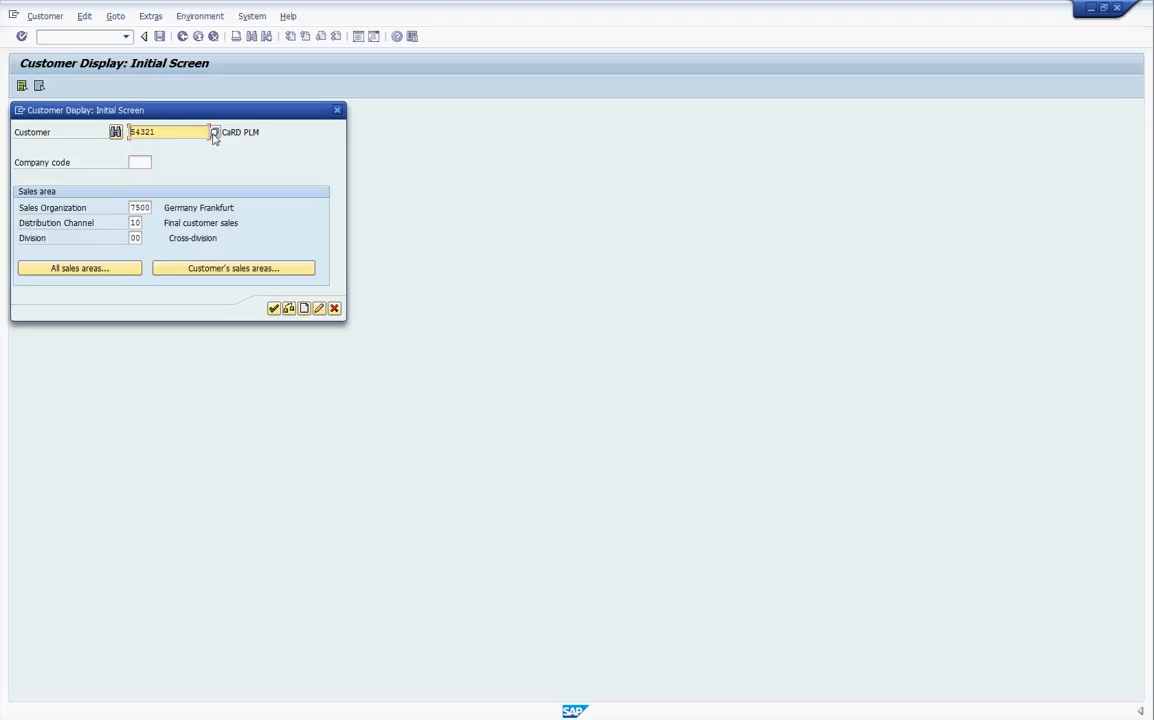 Customer Edit Goto Extras Environment System Help
Customer Display: Initial Screen
Customer Display: Initial Screen
Customer 54321 CaRD PLM
Company code
Sales area
Sales Organization 7500 Germany Frankfurt
Distribution Channel 10 Final customer sales
Division 00 Cross-division
All sales areas... Customer's sales areas...
SAP